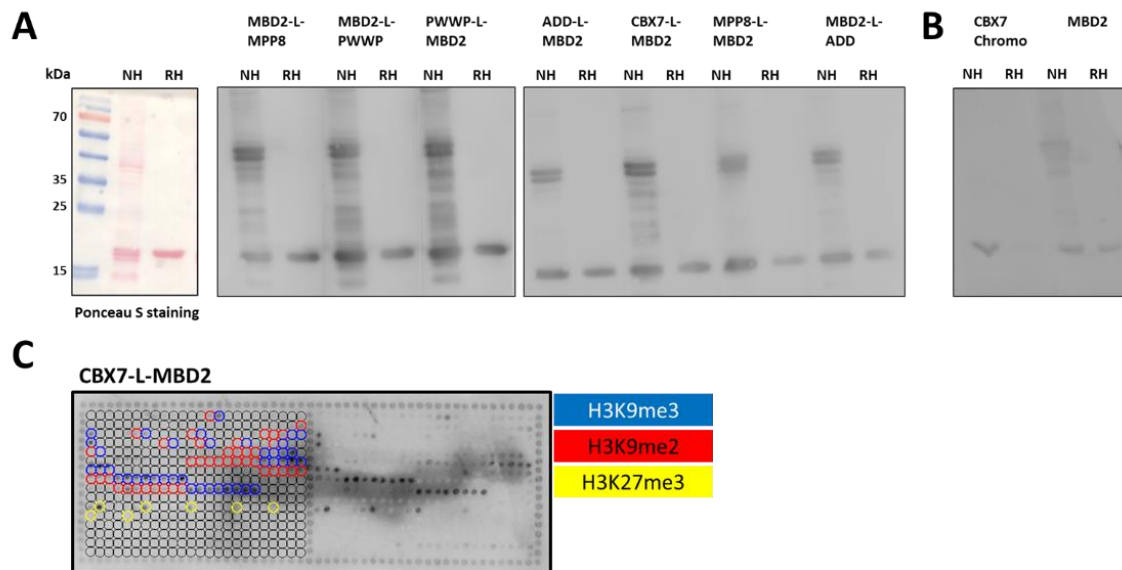 A
B
MBD2-L-
MPP8
MBD2-L-
PWWP
PWWP-L-
MBD2
ADD-L-
MBD2
CBX7-L-
MBD2
MPP8-L-
MBD2
MBD2-L-
ADD
CBX7
Chromo
MBD2
kDa
NH RH
NH RH NH RH NH RH
NH RH NH RH NH RH NH RH
NH RH NH RH
70
35
25
15
Ponceau S staining
C
CBX7-L-MBD2
H3K9me3
H3K9me2
H3K27me3